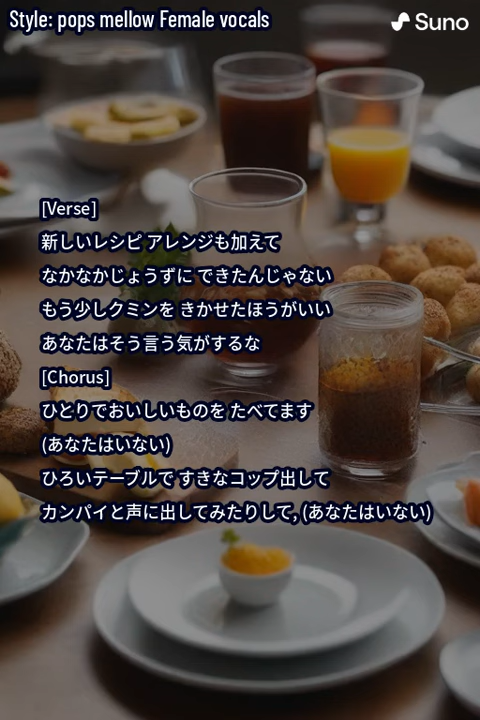 Style: pops mellow Female vocals
Suno
[Verse]
新しいレシピ アレンジも加えて
なかなかじょうずに できたんじゃない
もう少しクミンを きかせたほうがいい
あなたはそう言う気がするな
[Chorus]
ひとりでおいしいものを たべてます
(あなたはいない)
ひろいテーブルで すきなコップ出して
カンパイと声に出してみたりして, (あなたはいない)